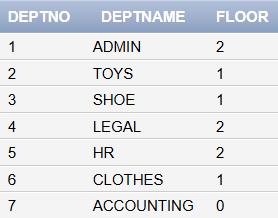 DEPTNO DEPTNAME FLOOR
1 ADMIN 2
2 TOYS 1
3 SHOE 1
4 LEGAL 2
5 HR 2
6 CLOTHES 1
7 ACCOUNTING 0